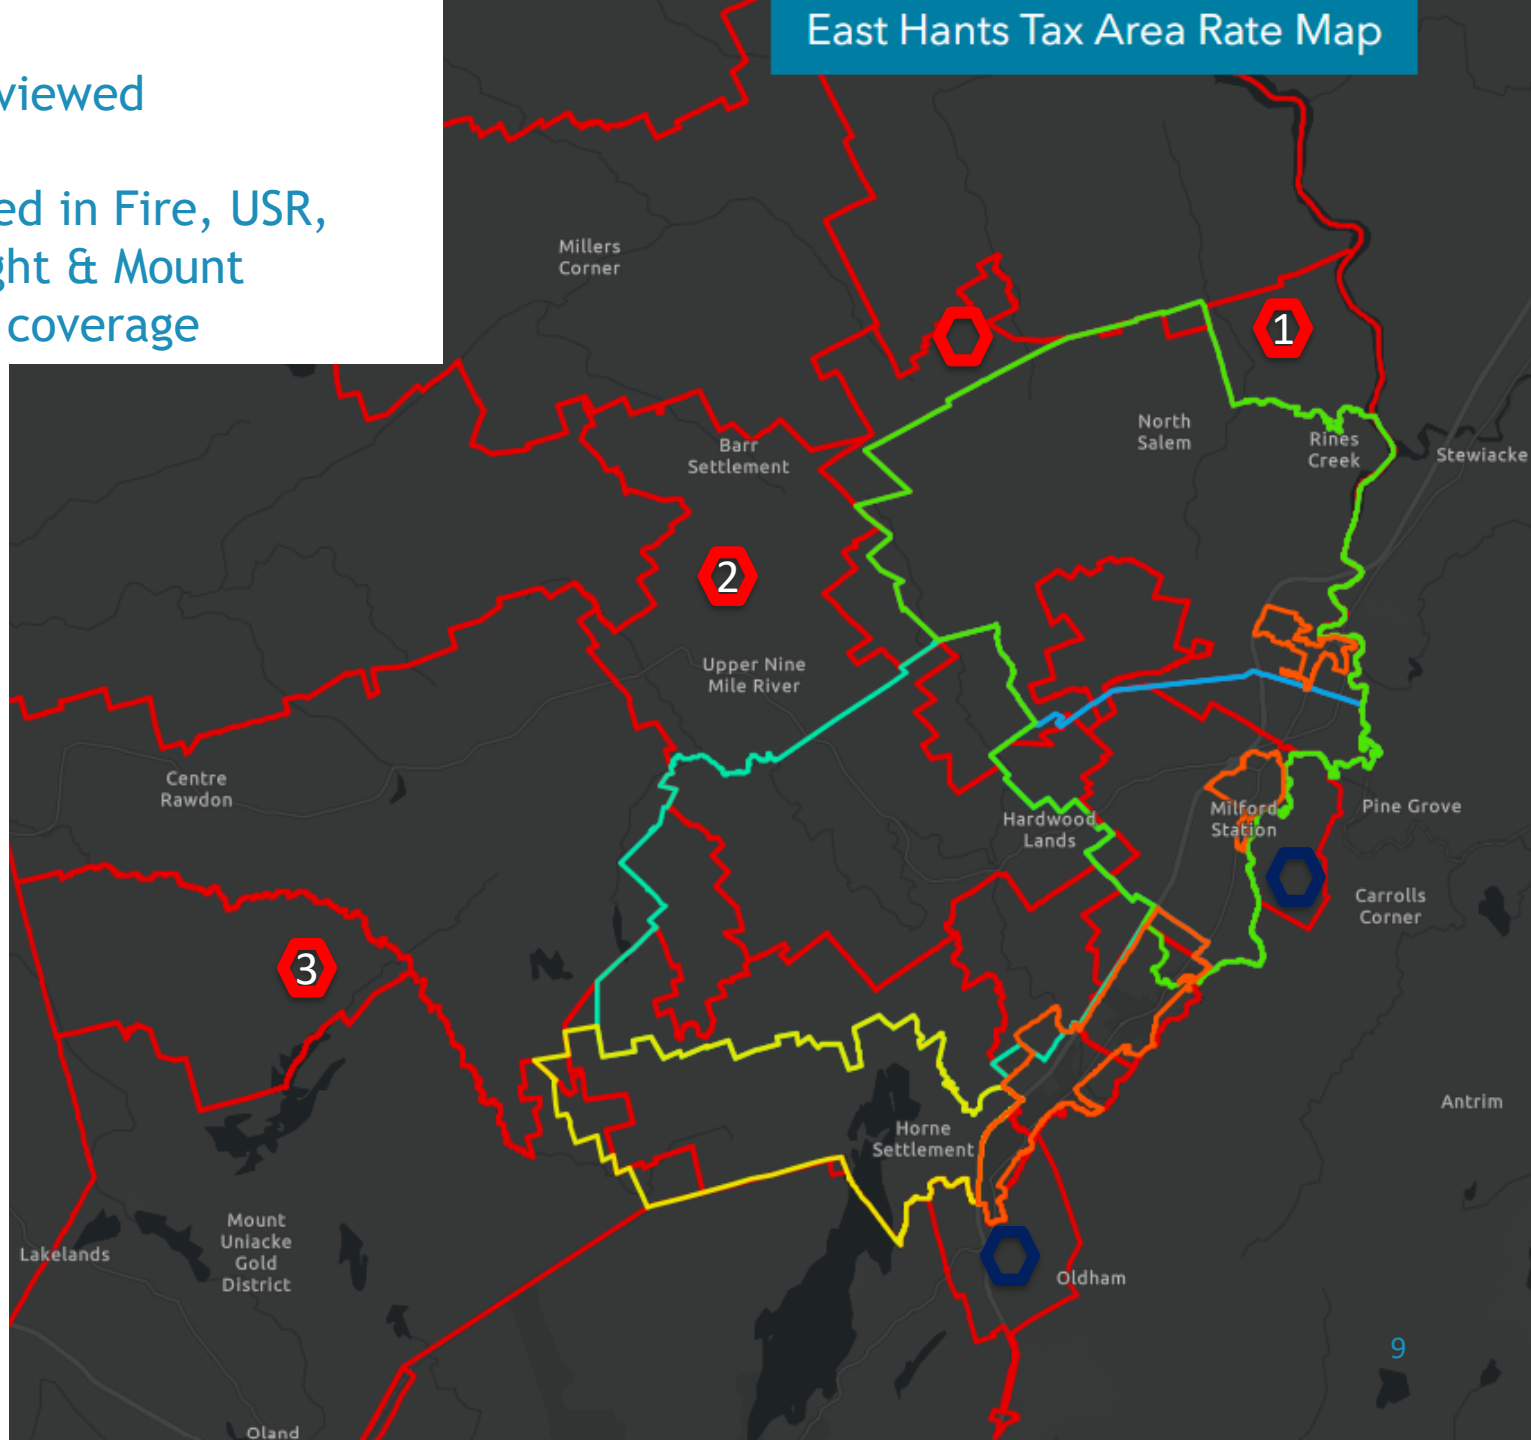 East Hants Tax Area Rate Map
viewed
ed in Fire, USR,
ght & Mount
coverage
Millers
Corner
1
North
Salem
Rines
Creek
Stewiacke
Barr
Settlement
2
Upper Nine
Mile River
Centre
Rawdon
Hardwood
Lands
Milford
Station
Pine Grove
Carrolls
Corner
3
Antrim
Horne
Settlement
Mount
Uniacke
Gold
District
Lakelands
Oldham
9
Oland